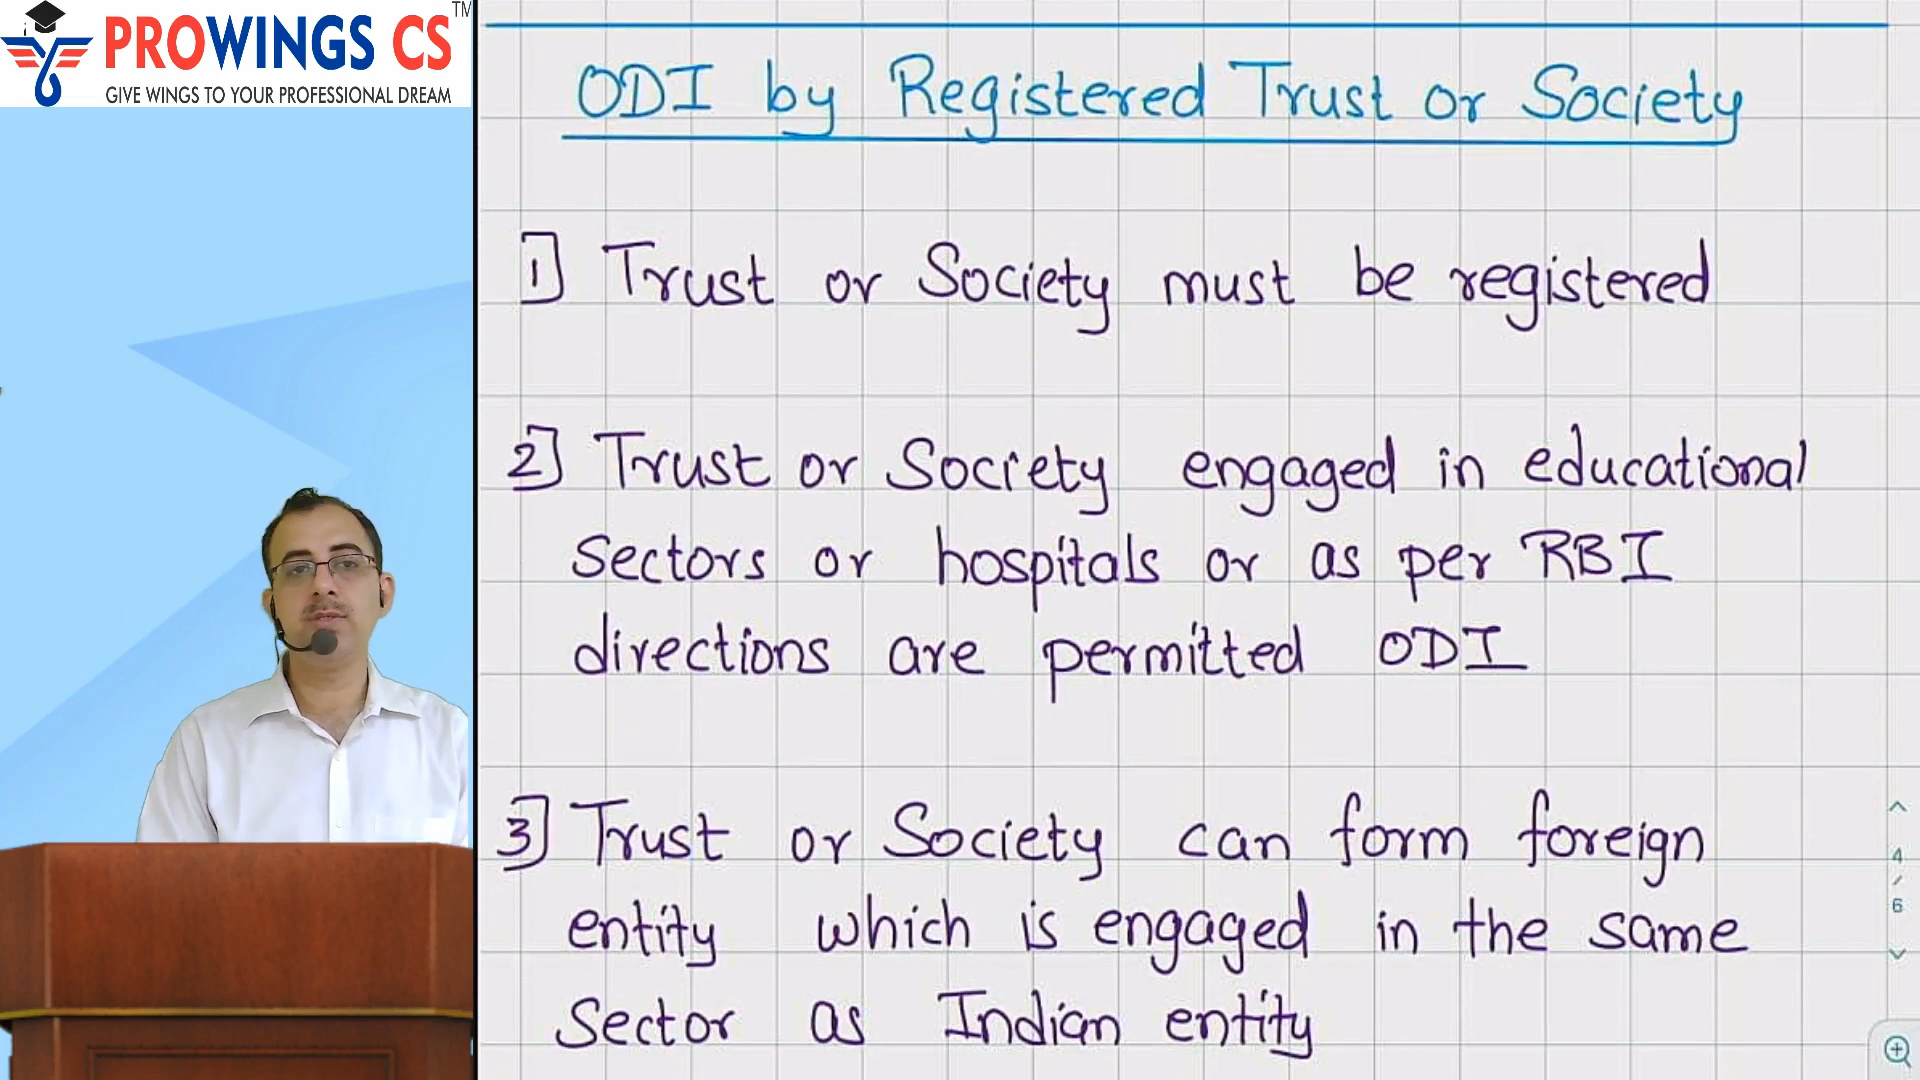 PROWINGS CS TM
GIVE WINGS TO YOUR PROFESSIONAL DREAM
ODI by Registered Trust or Society
1] Trust or Society must be registered
2] Trust or Society engaged in educational
sectors or hospitals or as per RBI
directions are permitted ODI
3] Trust or Society can form foreign
entity which is engaged in the same
sector as Indian entity
4
/
6